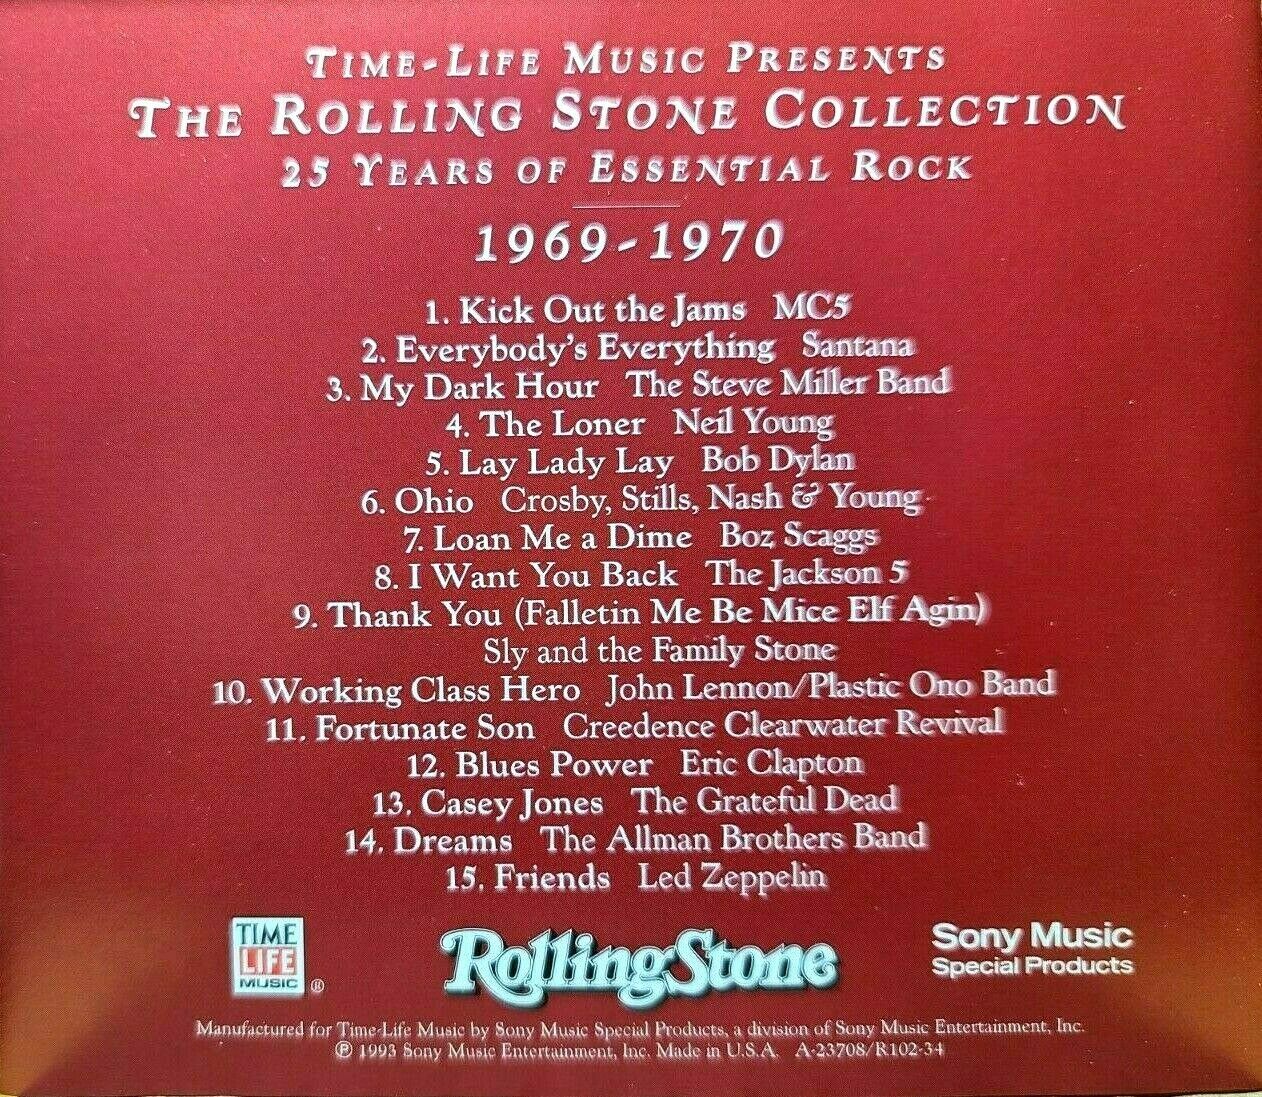 TIME-LIFE MUSIC PRESENTS
THE ROLLING STONE COLLECTION
25 YEARS OF ESSENTIAL ROCK
1969-1970
1. Kick Out the Jams MC5
2. Everybody's Everything Santana
3. My Dark Hour The Steve Miller Band
4. The Loner Neil Young
5. Lay Lady Lay Bob Dylan
6. Ohio Crosby, Stills, Nash & Young
7. Loan Me a Dime Boz Scaggs
8. I Want You Back The Jackson 5
9. Thank You (Falletin Me Be Mice Elf Agin)
Sly and the Family Stone
10. Working Class Hero John Lennon/Plastic Ono Band
11. Fortunate Son Creedence Clearwater Revival
12. Blues Power Eric Clapton
13. Casey Jones The Grateful Dead
14. Dreams The Allman Brothers Band
15. Friends Led Zeppelin
TIME
LIFE
MUSIC ®
Rolling Stone
Sony Music
Special Products
Manufactured for Time-Life Music by Sony Music Special Products, a division of Sony Music Entertainment, Inc.
℗ 1993 Sony Music Entertainment, Inc. Made in U.S.A. A-23708/R102-34